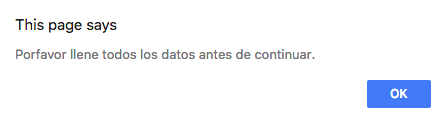 This page says
Porfavor llene todos los datos antes de continuar.
OK